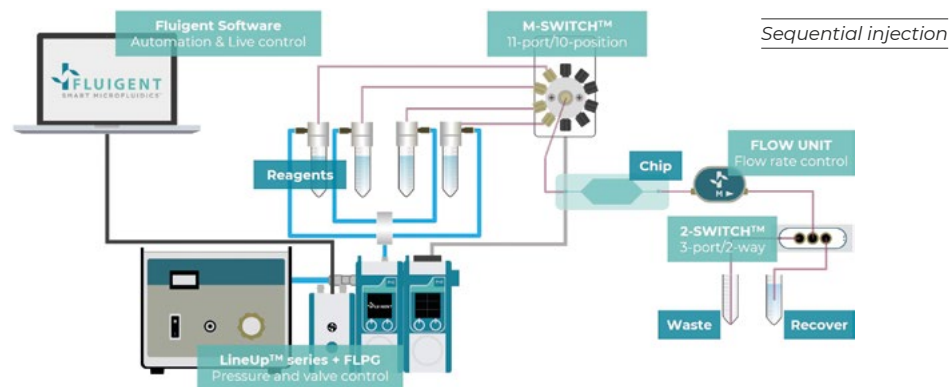 Fluigent Software
Automation & Live control
M-SWITCH™
11-port/10-position
Sequential injection
FLUIGENT
SMART MICROFLUIDICS
Reagents
Chip
FLOW UNIT
Flow rate control
M
2-SWITCH™
3-port/2-way
FLUIGENT
Waste
Recover
LineUp™ series + FLPG
Pressure and valve control